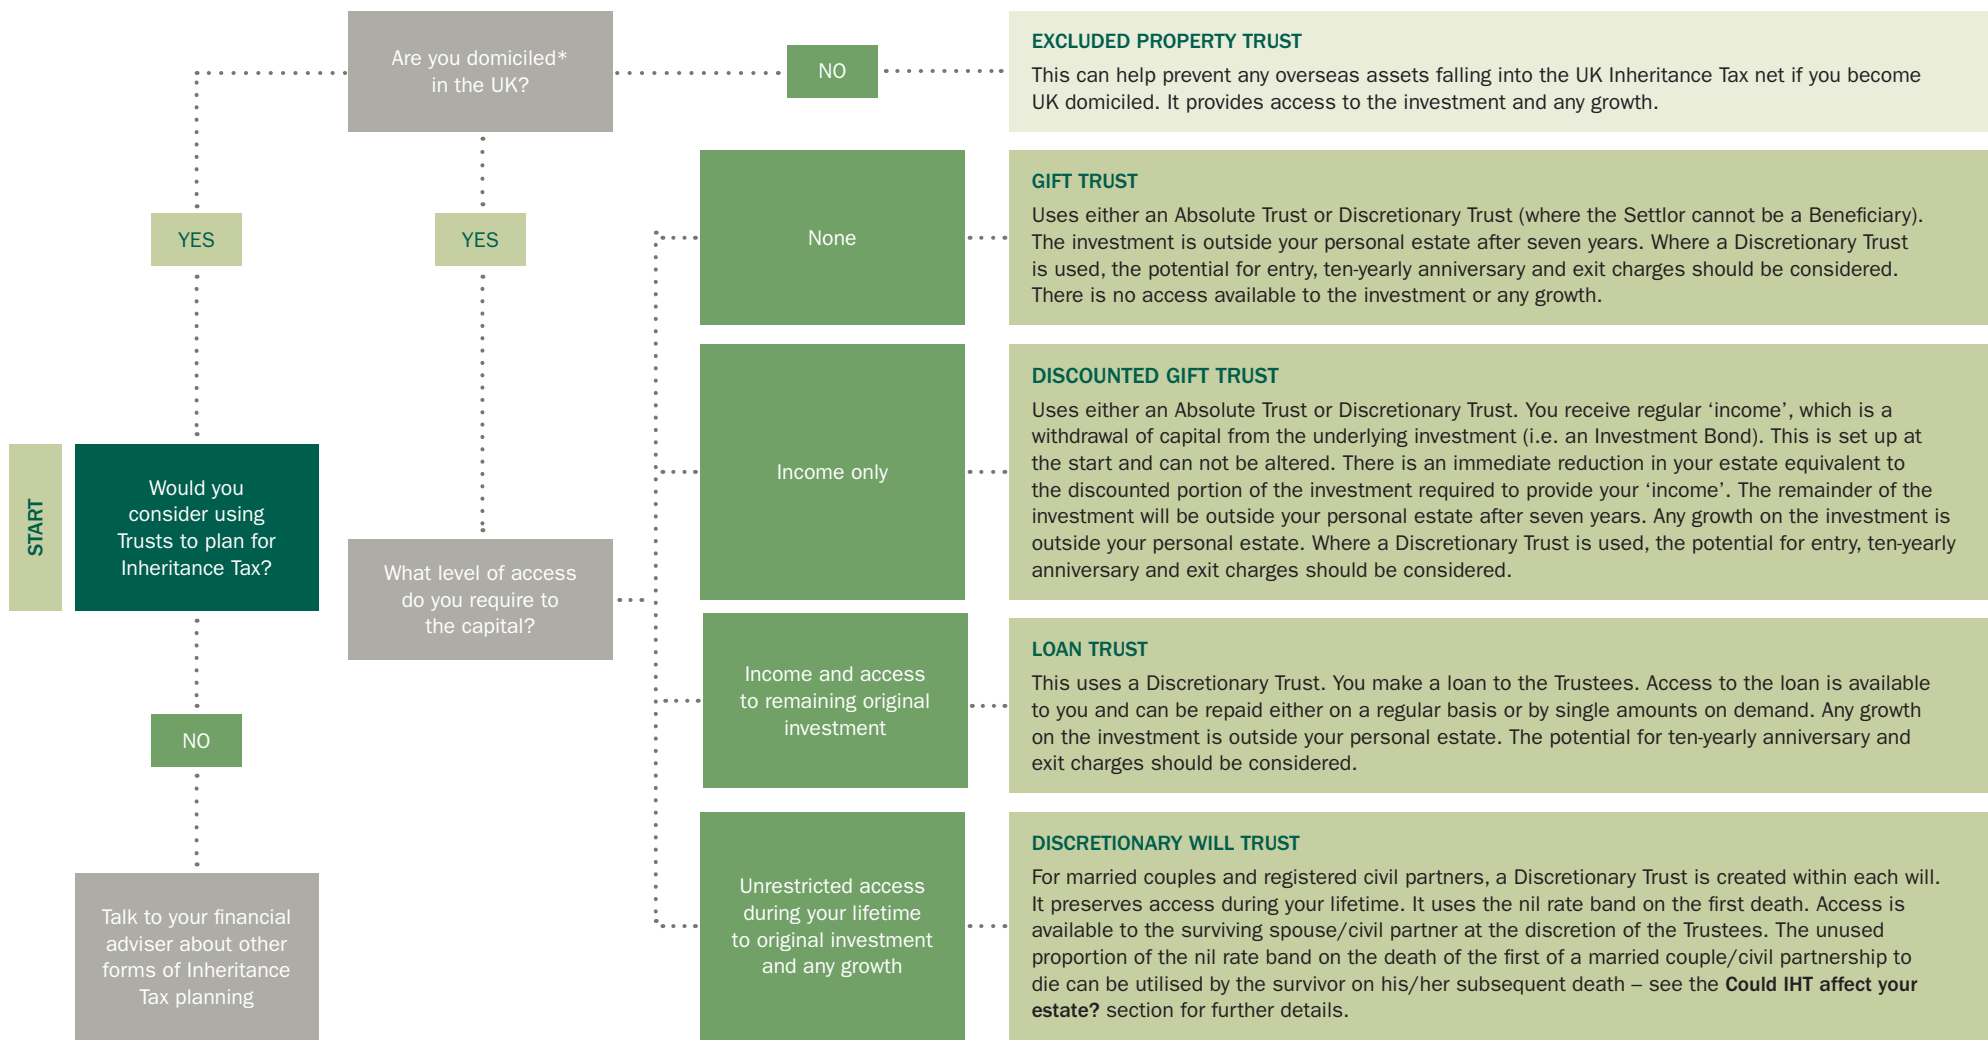 START
Would you
consider using
Trusts to plan for
Inheritance Tax?
YES
NO
Talk to your financial
adviser about other
forms of Inheritance
Tax planning
Are you domiciled*
in the UK?
NO
EXCLUDED PROPERTY TRUST
This can help prevent any overseas assets falling into the UK Inheritance Tax net if you become
UK domiciled. It provides access to the investment and any growth.
YES
What level of access
do you require to
the capital?
None
GIFT TRUST
Uses either an Absolute Trust or Discretionary Trust (where the Settlor cannot be a Beneficiary).
The investment is outside your personal estate after seven years. Where a Discretionary Trust
is used, the potential for entry, ten-yearly anniversary and exit charges should be considered.
There is no access available to the investment or any growth.
Income only
DISCOUNTED GIFT TRUST
Uses either an Absolute Trust or Discretionary Trust. You receive regular ‘income’, which is a
withdrawal of capital from the underlying investment (i.e. an Investment Bond). This is set up at
the start and can not be altered. There is an immediate reduction in your estate equivalent to
the discounted portion of the investment required to provide your ‘income’. The remainder of the
investment will be outside your personal estate after seven years. Any growth on the investment is
outside your personal estate. Where a Discretionary Trust is used, the potential for entry, ten-yearly
anniversary and exit charges should be considered.
Income and access
to remaining original
investment
LOAN TRUST
This uses a Discretionary Trust. You make a loan to the Trustees. Access to the loan is available
to you and can be repaid either on a regular basis or by single amounts on demand. Any growth
on the investment is outside your personal estate. The potential for ten-yearly anniversary and
exit charges should be considered.
Unrestricted access
during your lifetime
to original investment
and any growth
DISCRETIONARY WILL TRUST
For married couples and registered civil partners, a Discretionary Trust is created within each will.
It preserves access during your lifetime. It uses the nil rate band on the first death. Access is
available to the surviving spouse/civil partner at the discretion of the Trustees. The unused
proportion of the nil rate band on the death of the first of a married couple/civil partnership to
die can be utilised by the survivor on his/her subsequent death – see the Could IHT affect your
estate? section for further details.